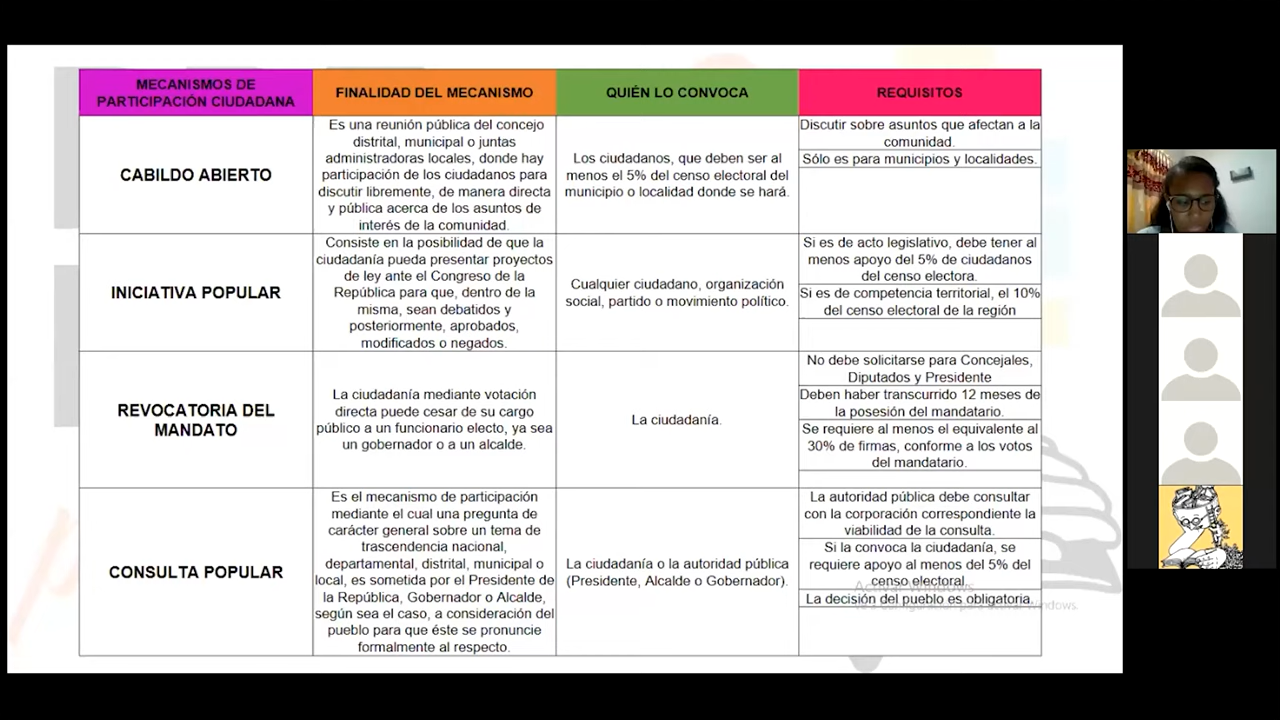 MECANISMOS DE
PARTICIPACIÓN CIUDADANA
FINALIDAD DEL MECANISMO
QUIÉN LO CONVOCA
REQUISITOS
CABILDO ABIERTO
Es una reunión pública del concejo
distrital, municipal o juntas
administradoras locales, donde hay
participación de los ciudadanos para
discutir libremente, de manera directa
y pública acerca de los asuntos de
interés de la comunidad.
Los ciudadanos, que deben ser al
menos el 5% del censo electoral del
municipio o localidad donde se hará.
Discutir sobre asuntos que afectan a la
comunidad.
Sólo es para municipios y localidades.
INICIATIVA POPULAR
Consiste en la posibilidad de que la
ciudadanía pueda presentar proyectos
de ley ante el Congreso de la
República para que, dentro de la
misma, sean debatidos y
posteriormente, aprobados,
modificados o negados.
Cualquier ciudadano, organización
social, partido o movimiento político.
Si es de acto legislativo, debe tener al
menos apoyo del 5% de ciudadanos
del censo electora.
Si es de competencia territorial, el 10%
del censo electoral de la región
REVOCATORIA DEL
MANDATO
La ciudadanía mediante votación
directa puede cesar de su cargo
público a un funcionario electo, ya sea
un gobernador o a un alcalde.
La ciudadanía.
No debe solicitarse para Concejales,
Diputados y Presidente
Deben haber transcurrido 12 meses de
la posesión del mandatario.
Se requiere al menos el equivalente al
30% de firmas, conforme a los votos
del mandatario.
CONSULTA POPULAR
Es el mecanismo de participación
mediante el cual una pregunta de
carácter general sobre un tema de
trascendencia nacional,
departamental, distrital, municipal o
local, es sometida por el Presidente de
la República, Gobernador o Alcalde,
según sea el caso, a consideración del
pueblo para que éste se pronuncie
formalmente al respecto.
La ciudadanía o la autoridad pública
(Presidente, Alcalde o Gobernador).
La autoridad pública debe consultar
con la corporación correspondiente la
viabilidad de la consulta.
Si la convoca la ciudadanía, se
requiere apoyo al menos del 5% del
censo electoral.
La decisión del pueblo es obligatoria.
Activar Windows
Ve a Configuración para activar Windows.